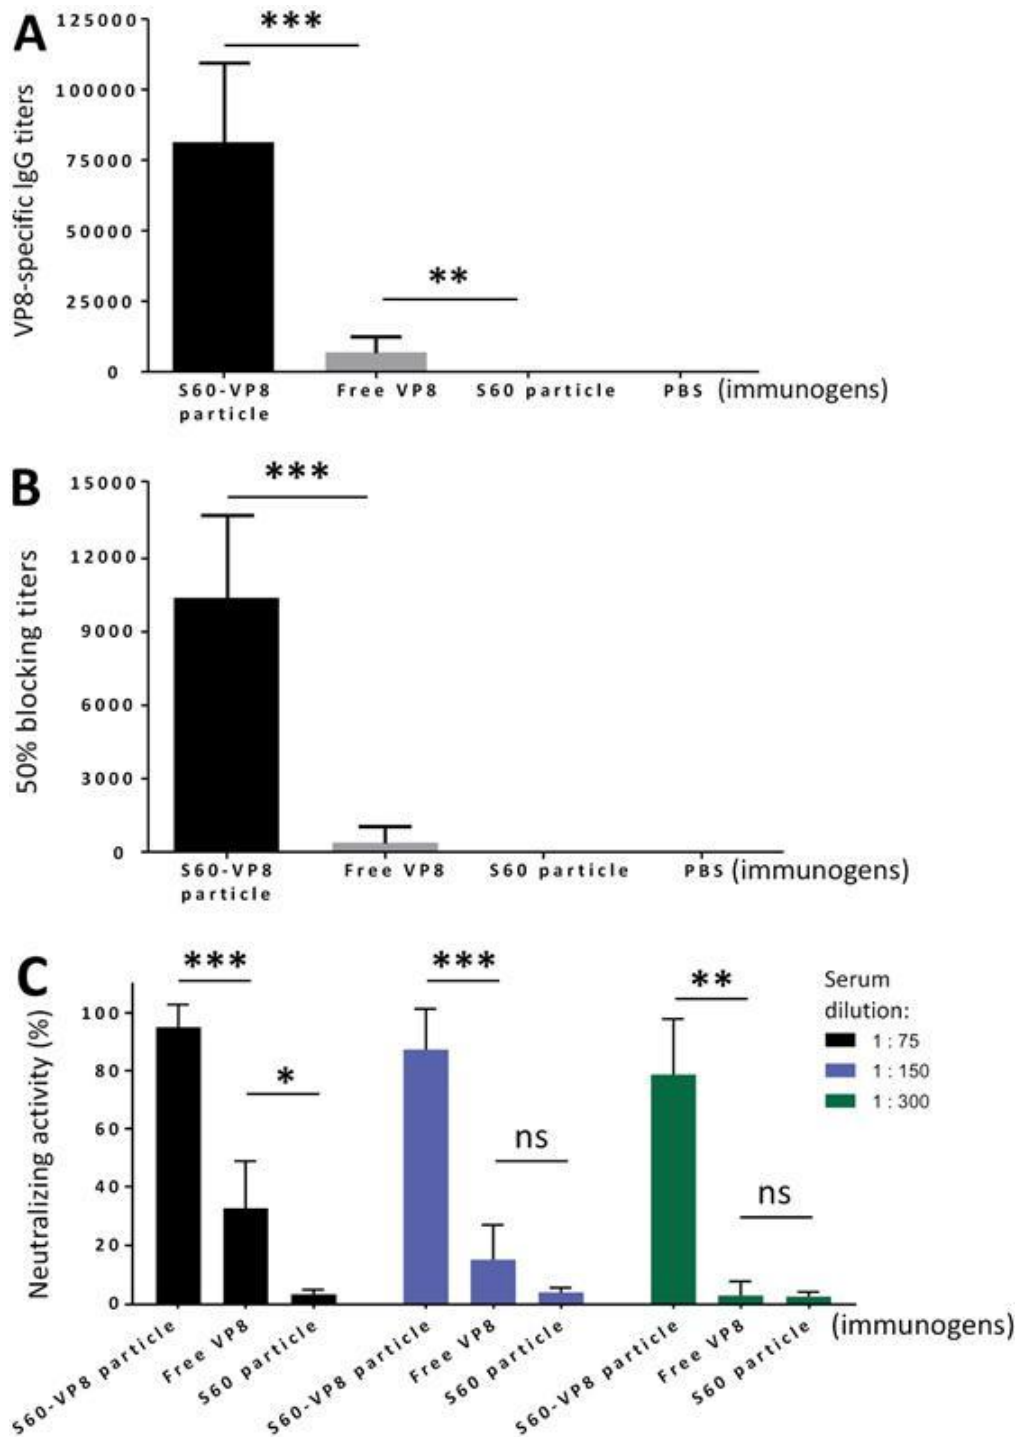 A
VP8-specific IgG titers
125000
100000
75000
50000
25000
0
***
**
S60-VP8 particle
Free VP8
S60 particle
PBS
(immunogens)
B
50% blocking titers
15000
12000
9000
6000
3000
0
***
S60-VP8 particle
Free VP8
S60 particle
PBS
(immunogens)
C
Neutralizing activity (%)
100
80
60
40
20
0
***
*
***
ns
**
ns
Serum
dilution:
1 : 75
1 : 150
1 : 300
S60-VP8 particle
Free VP8
S60 particle
S60-VP8 particle
Free VP8
S60 particle
S60-VP8 particle
Free VP8
S60 particle
(immunogens)